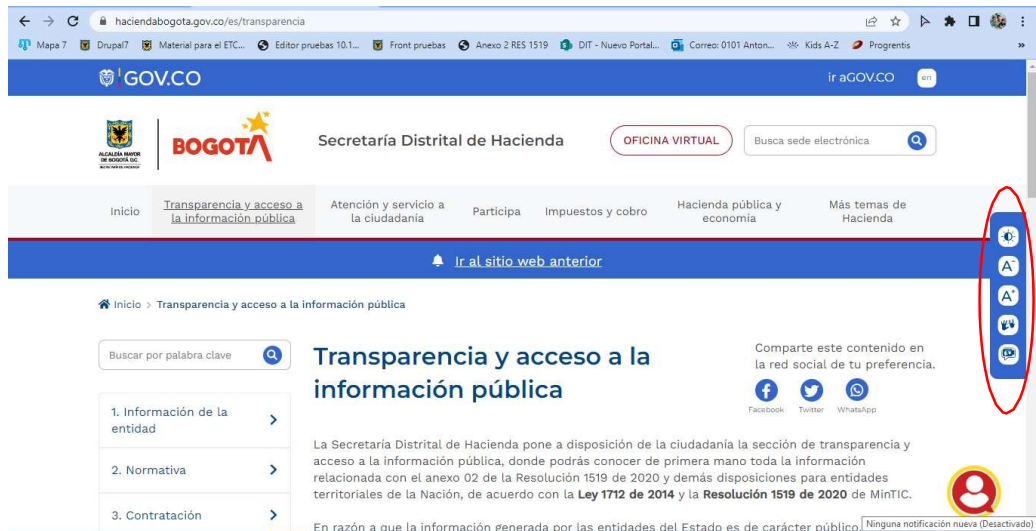 haciendabogota.gov.co/es/transparencia
Mapa 7 Drupal7 Material para el ETC... Editor pruebas 10.1... Front pruebas Anexo 2 RES 1519 DIT - Nuevo Portal... Correo: 0101 Anton... Kids A-Z Progrentis »
GOV.CO ir aGOV.CO en
ALCALDÍA MAYOR
DE BOGOTÁ D.C.
BOGOTÁ
Secretaría Distrital de Hacienda
OFICINA VIRTUAL
Busca sede electrónica
Inicio
Transparencia y acceso a
la información pública
Atención y servicio a
la ciudadanía
Participa
Impuestos y cobro
Hacienda pública y
economía
Más temas de
Hacienda
A-
A+
Ir al sitio web anterior
Inicio > Transparencia y acceso a la información pública
Buscar por palabra clave
1. Información de la
entidad
2. Normativa
3. Contratación
Transparencia y acceso a la
información pública
Comparte este contenido en
la red social de tu preferencia.
Facebook Twitter WhatsApp
La Secretaría Distrital de Hacienda pone a disposición de la ciudadanía la sección de transparencia y
acceso a la información pública, donde podrás conocer de primera mano toda la información
relacionada con el anexo 02 de la Resolución 1519 de 2020 y demás disposiciones para entidades
territoriales de la Nación, de acuerdo con la Ley 1712 de 2014 y la Resolución 1519 de 2020 de MinTIC.
En razón a que la información generada por las entidades del Estado es de carácter público,
Ninguna notificación nueva (Desactivado)